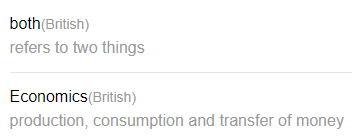 both(British)
refers to two things
Economics(British)
production, consumption and transfer of money